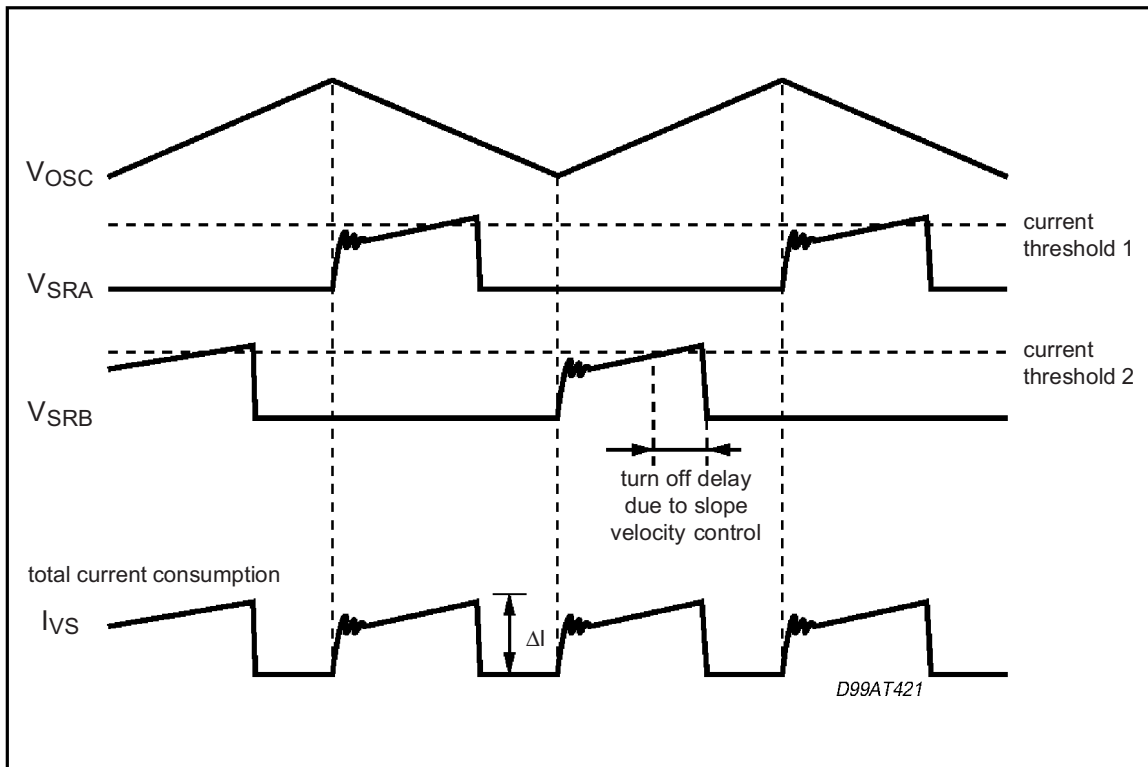 VOSC
current
threshold 1
VSRA
current
threshold 2
VSRB
turn off delay
due to slope
velocity control
total current consumption
IVS
ΔI
D99AT421